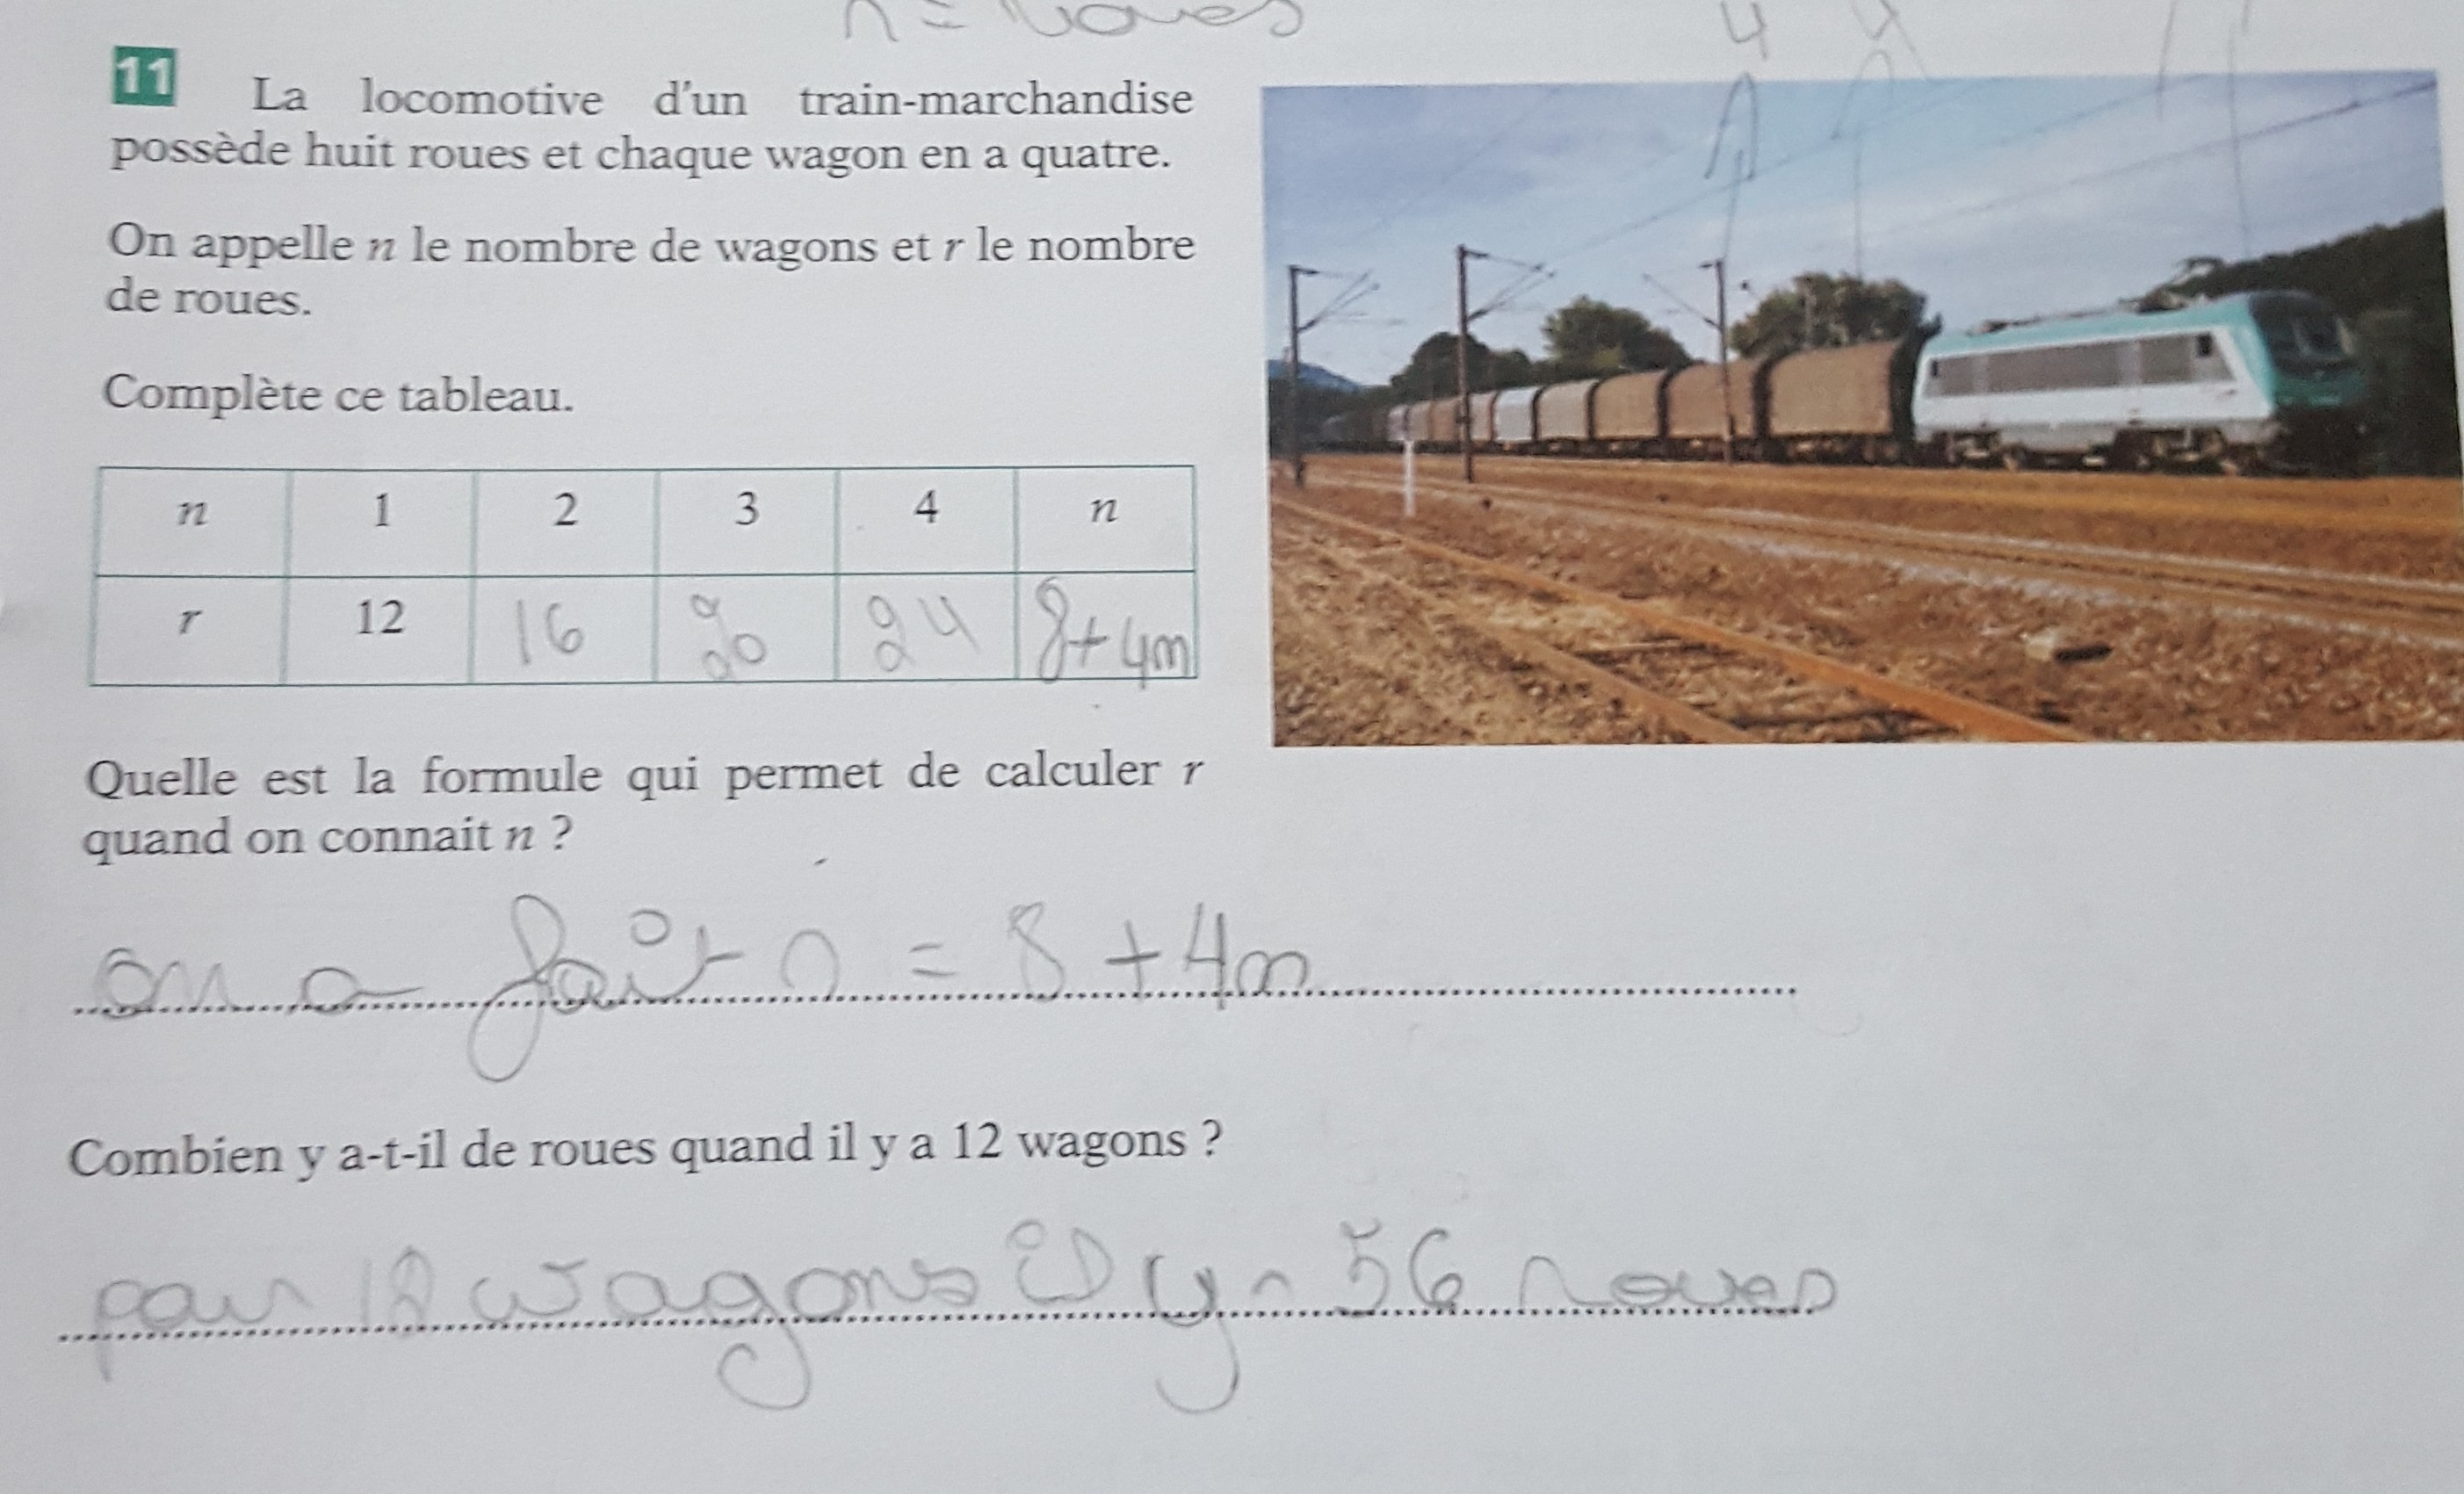 r = roues
4 4
11 La locomotive d'un train-marchandise
possède huit roues et chaque wagon en a quatre.
On appelle n le nombre de wagons et r le nombre
de roues.
Complète ce tableau.
n 1 2 3 4 n
r 12 16 20 24 8+4n
Quelle est la formule qui permet de calculer r
quand on connait n ?
on a fait r = 8 + 4n
Combien y a-t-il de roues quand il y a 12 wagons ?
pour 12 wagons il y a 56 roues